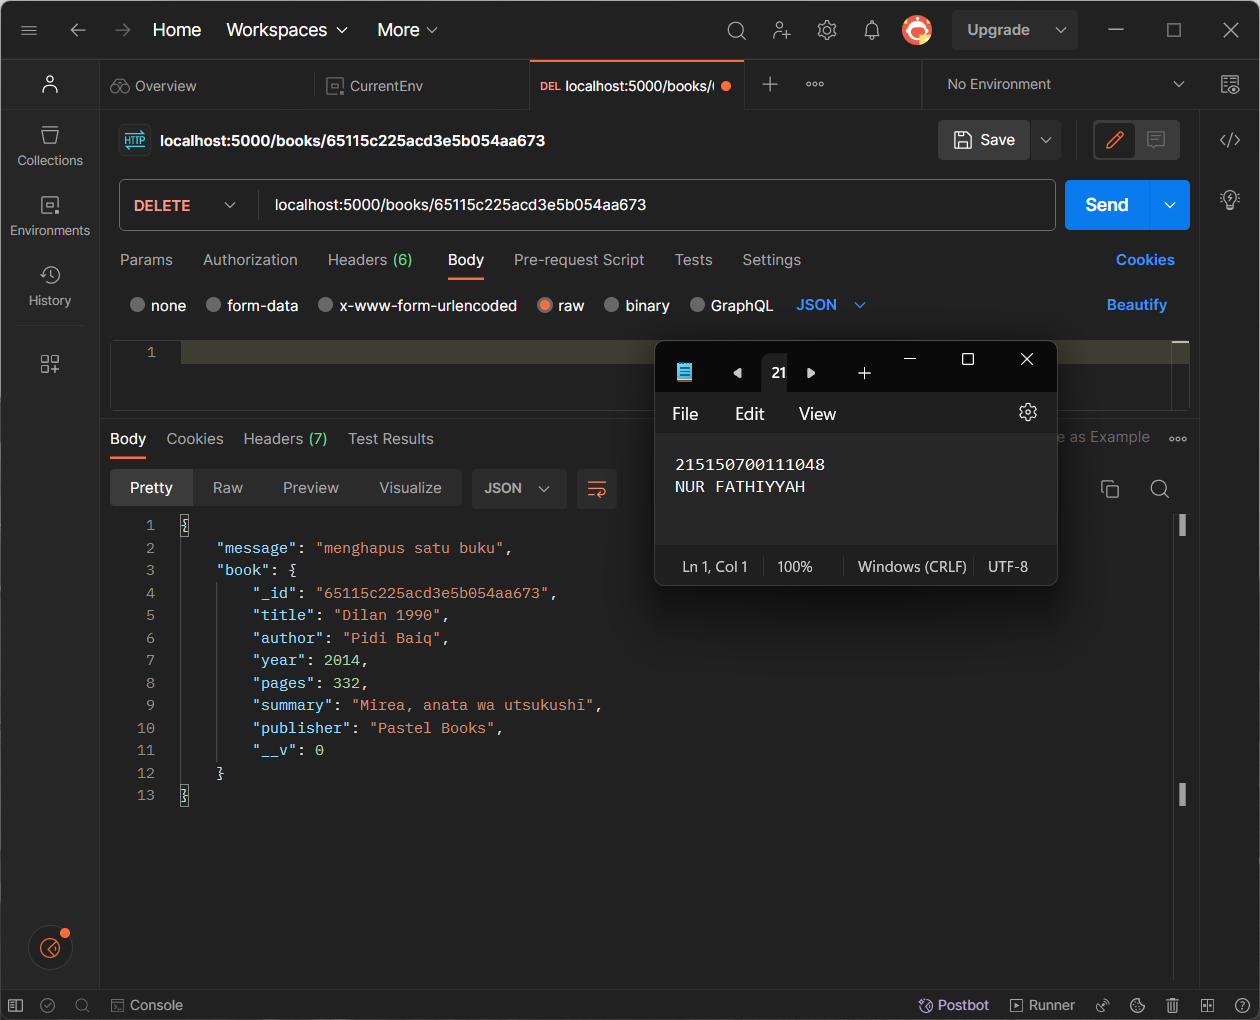 Home Workspaces More Upgrade
Overview CurrentEnv DEL localhost:5000/books/ No Environment
HTTP localhost:5000/books/65115c225acd3e5b054aa673 Save
Collections
Environments
History
DELETE localhost:5000/books/65115c225acd3e5b054aa673 Send
Params Authorization Headers (6) Body Pre-request Script Tests Settings Cookies
none form-data x-www-form-urlencoded raw binary GraphQL JSON Beautify
1
Body Cookies Headers (7) Test Results e as Example
Pretty Raw Preview Visualize JSON
1 {
2 "message": "menghapus satu buku",
3 "book": {
4 "_id": "65115c225acd3e5b054aa673",
5 "title": "Dilan 1990",
6 "author": "Pidi Baiq",
7 "year": 2014,
8 "pages": 332,
9 "summary": "Mirea, anata wa utsukushī",
10 "publisher": "Pastel Books",
11 "__v": 0
12 }
13 }
21
File Edit View
215150700111048
NUR FATHIYYAH
Ln 1, Col 1 100% Windows (CRLF) UTF-8
Console Postbot Runner